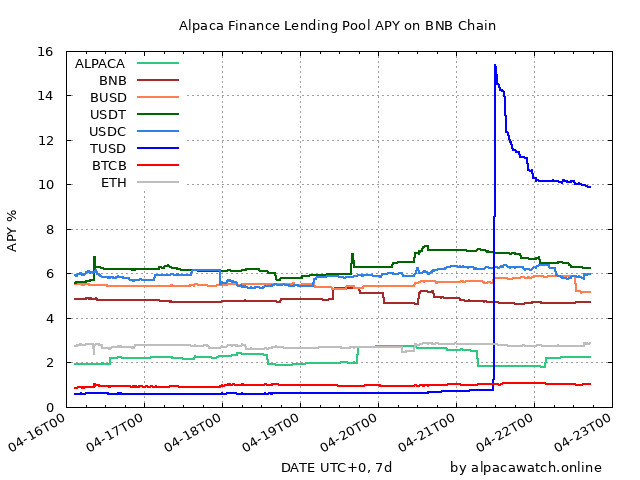 Alpaca Finance Lending Pool APY on BNB Chain
16
14
12
10
8
6
4
2
0
APY %
ALPACA
BNB
BUSD
USDT
USDC
TUSD
BTCB
ETH
04-16T00 04-17T00 04-18T00 04-19T00 04-20T00 04-21T00 04-22T00 04-23T00
DATE UTC+0, 7d by alpacawatch.online